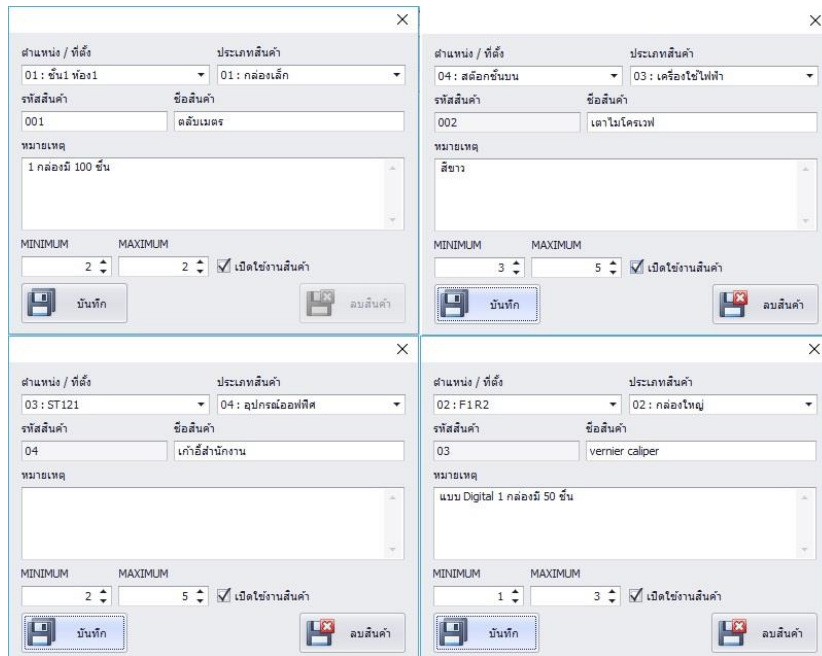 ตำแหน่ง / ที่ตั้ง ประเภทสินค้า
01 : ชั้น1 ห้อง1 01 : กล่องเล็ก
รหัสสินค้า ชื่อสินค้า
001 ตลับเมตร
หมายเหตุ
1 กล่องมี 100 ชิ้น
MINIMUM MAXIMUM
2 2 เปิดใช้งานสินค้า
บันทึก ลบสินค้า
ตำแหน่ง / ที่ตั้ง ประเภทสินค้า
04 : สต๊อกชั้นบน 03 : เครื่องใช้ไฟฟ้า
รหัสสินค้า ชื่อสินค้า
002 เตาไมโครเวฟ
หมายเหตุ
สีขาว
MINIMUM MAXIMUM
3 5 เปิดใช้งานสินค้า
บันทึก ลบสินค้า
ตำแหน่ง / ที่ตั้ง ประเภทสินค้า
03 : ST121 04 : อุปกรณ์ออฟฟิศ
รหัสสินค้า ชื่อสินค้า
04 เก้าอี้สำนักงาน
หมายเหตุ
MINIMUM MAXIMUM
2 5 เปิดใช้งานสินค้า
บันทึก ลบสินค้า
ตำแหน่ง / ที่ตั้ง ประเภทสินค้า
02 : F1R2 02 : กล่องใหญ่
รหัสสินค้า ชื่อสินค้า
03 vernier caliper
หมายเหตุ
แบบ Digital 1 กล่องมี 50 ชิ้น
MINIMUM MAXIMUM
1 3 เปิดใช้งานสินค้า
บันทึก ลบสินค้า